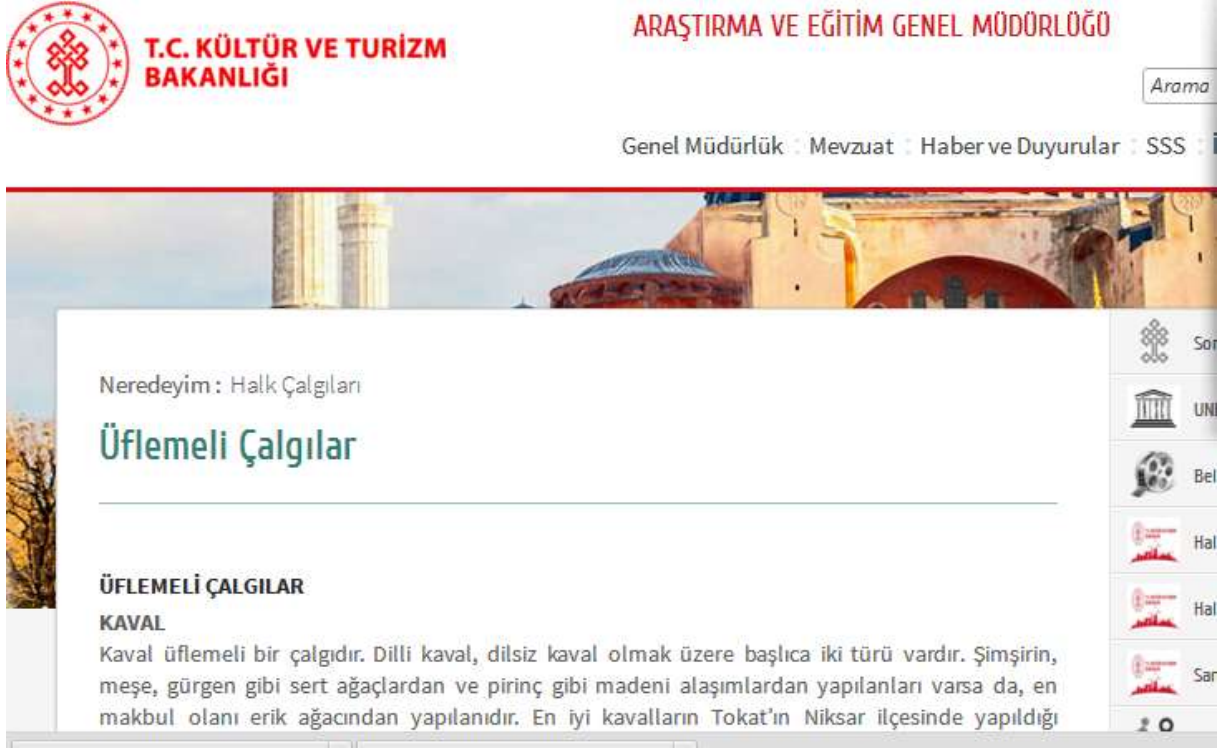 T.C. KÜLTÜR VE TURİZM
BAKANLIĞI
ARAŞTIRMA VE EĞİTİM GENEL MÜDÜRLÜĞÜ
Arama
Genel Müdürlük : Mevzuat : Haber ve Duyurular : SSS :
Neredeyim : Halk Çalgıları
Üflemeli Çalgılar
ÜFLEMELİ ÇALGILAR
KAVAL
Kaval üflemeli bir çalgıdır. Dilli kaval, dilsiz kaval olmak üzere başlıca iki türü vardır. Şimşirin,
meşe, gürgen gibi sert ağaçlardan ve pirinç gibi madeni alaşımlardan yapılanları varsa da, en
makbul olanı erik ağacından yapılanıdır. En iyi kavalların Tokat’ın Niksar ilçesinde yapıldığı